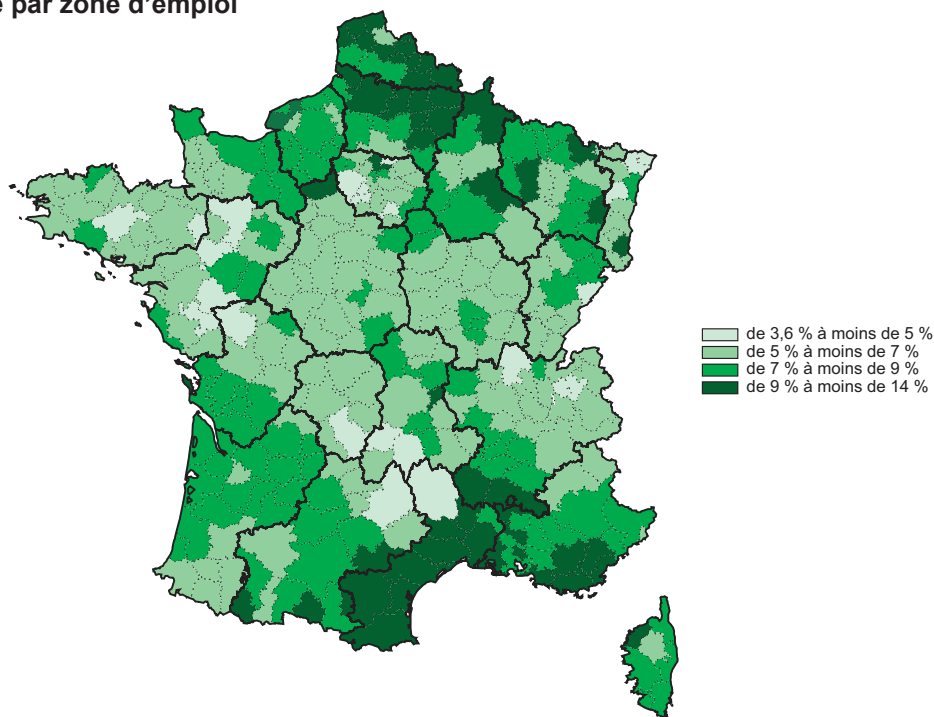 par zone d'emploi
de 3,6 % à moins de 5 %
de 5 % à moins de 7 %
de 7 % à moins de 9 %
de 9 % à moins de 14 %